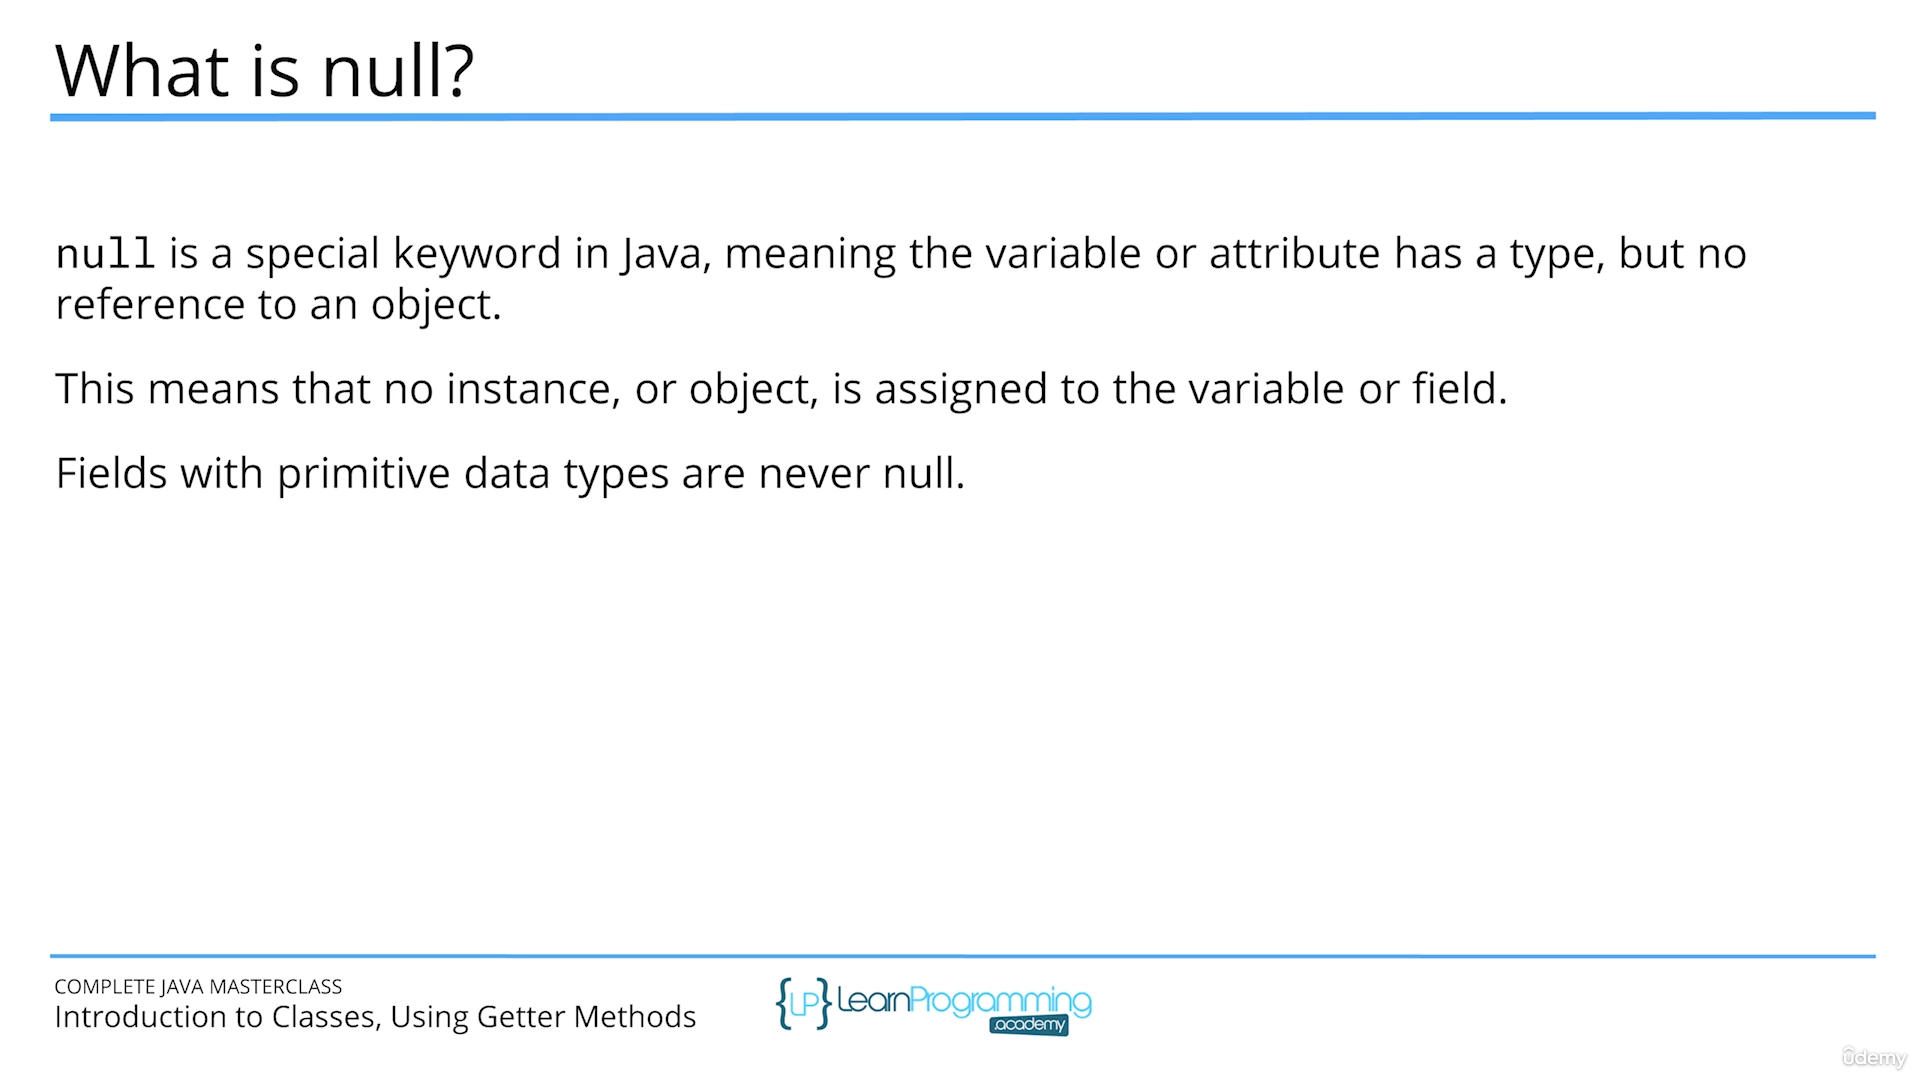 What is null?
null is a special keyword in Java, meaning the variable or attribute has a type, but no
reference to an object.
This means that no instance, or object, is assigned to the variable or field.
Fields with primitive data types are never null.
COMPLETE JAVA MASTERCLASS
Introduction to Classes, Using Getter Methods
{LP} LearnProgramming
.academy
ûdemy